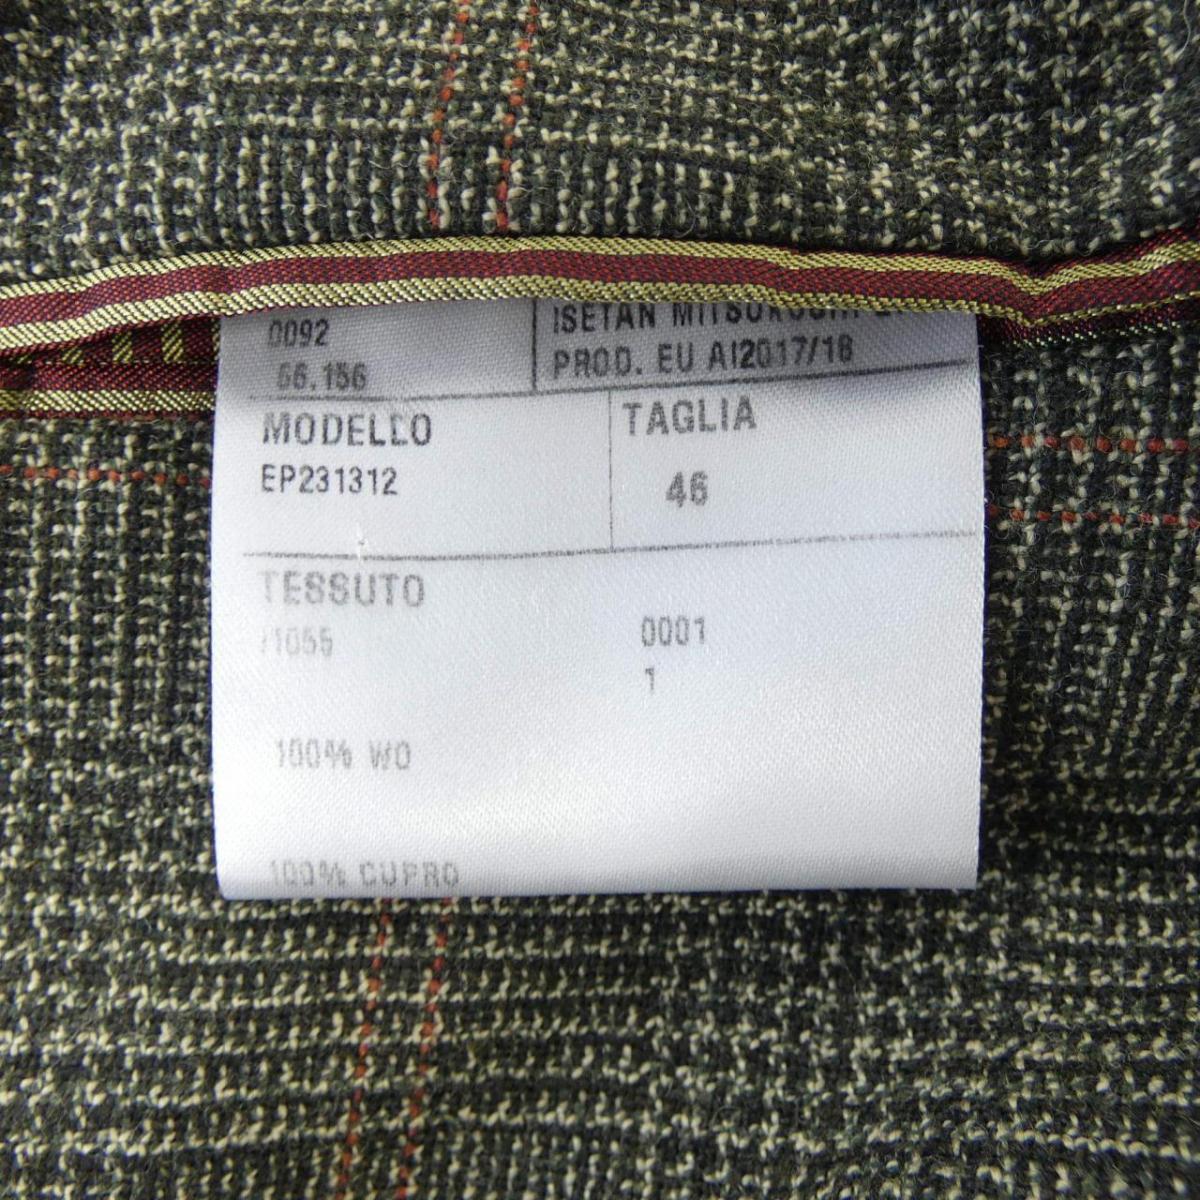 0092
66.156
ISETAN MITSUKOSHI
PROD. EU AI2017/18
MODELLO
EP231312
TAGLIA
46
TESSUTO
/1055
0001
1
100% WO
100% CUPRO